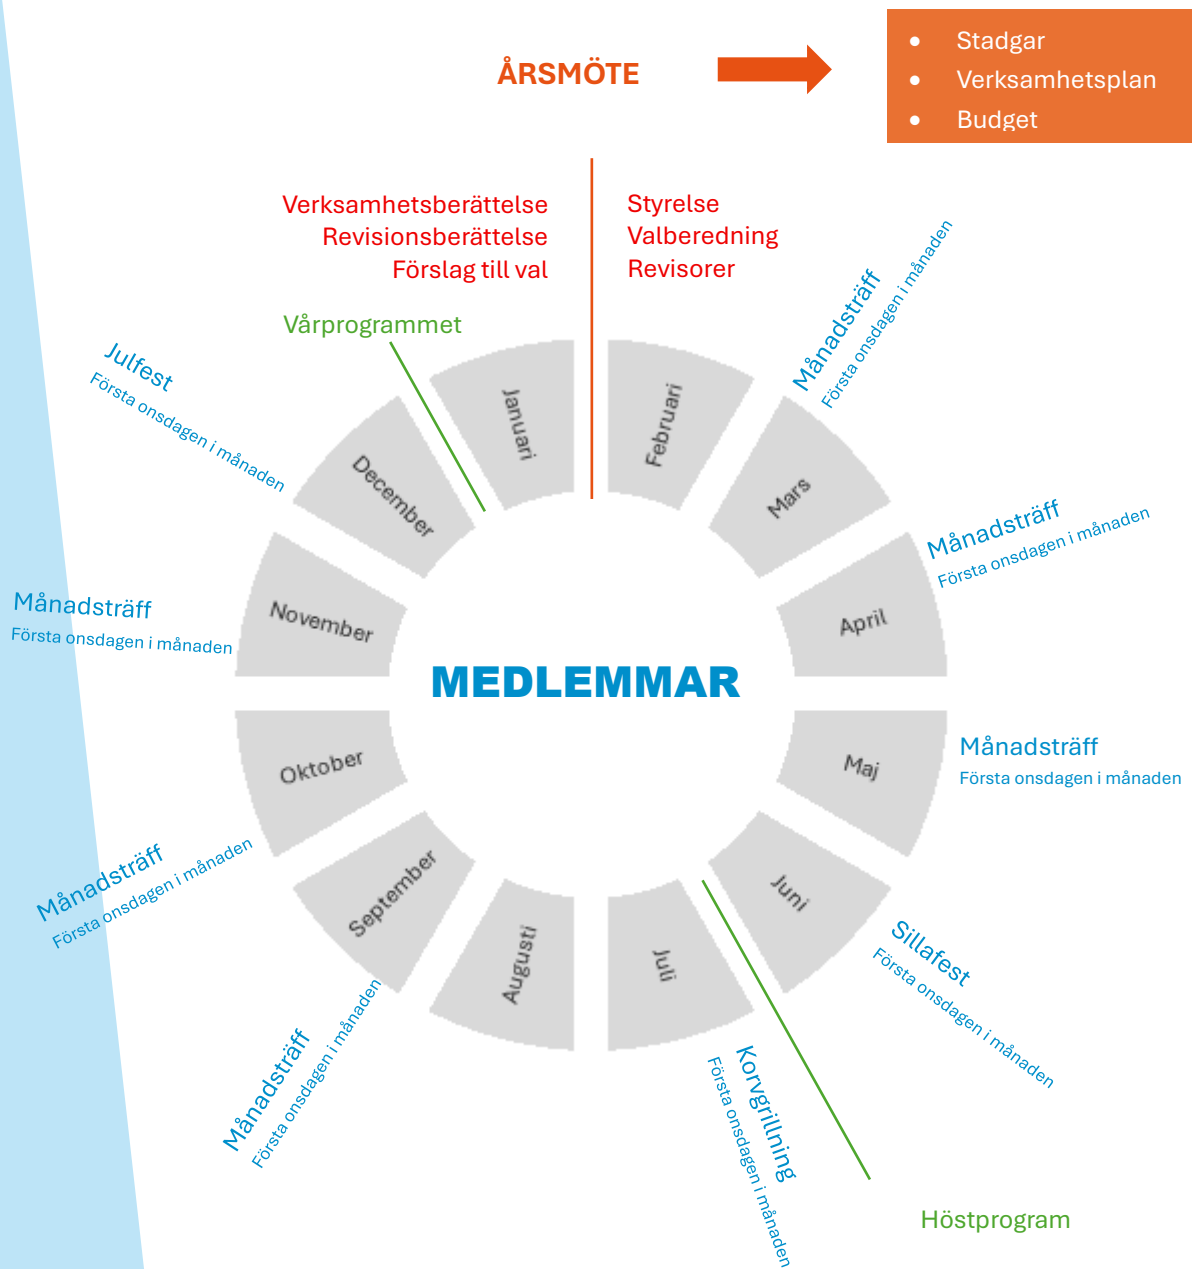 ÅRSMÖTE
• Stadgar
• Verksamhetsplan
• Budget
Verksamhetsberättelse
Revisionsberättelse
Förslag till val
Styrelse
Valberedning
Revisorer
Vårprogrammet
Januari
Februari
Månadsträff
Första onsdagen i månaden
Mars
Månadsträff
Första onsdagen i månaden
April
Månadsträff
Första onsdagen i månaden
Maj
Sillafest
Första onsdagen i månaden
Juni
Höstprogram
Korvgrillning
Första onsdagen i månaden
Juli
Augusti
Månadsträff
Första onsdagen i månaden
September
Månadsträff
Första onsdagen i månaden
Oktober
Månadsträff
Första onsdagen i månaden
November
Julfest
Första onsdagen i månaden
December
MEDLEMMAR